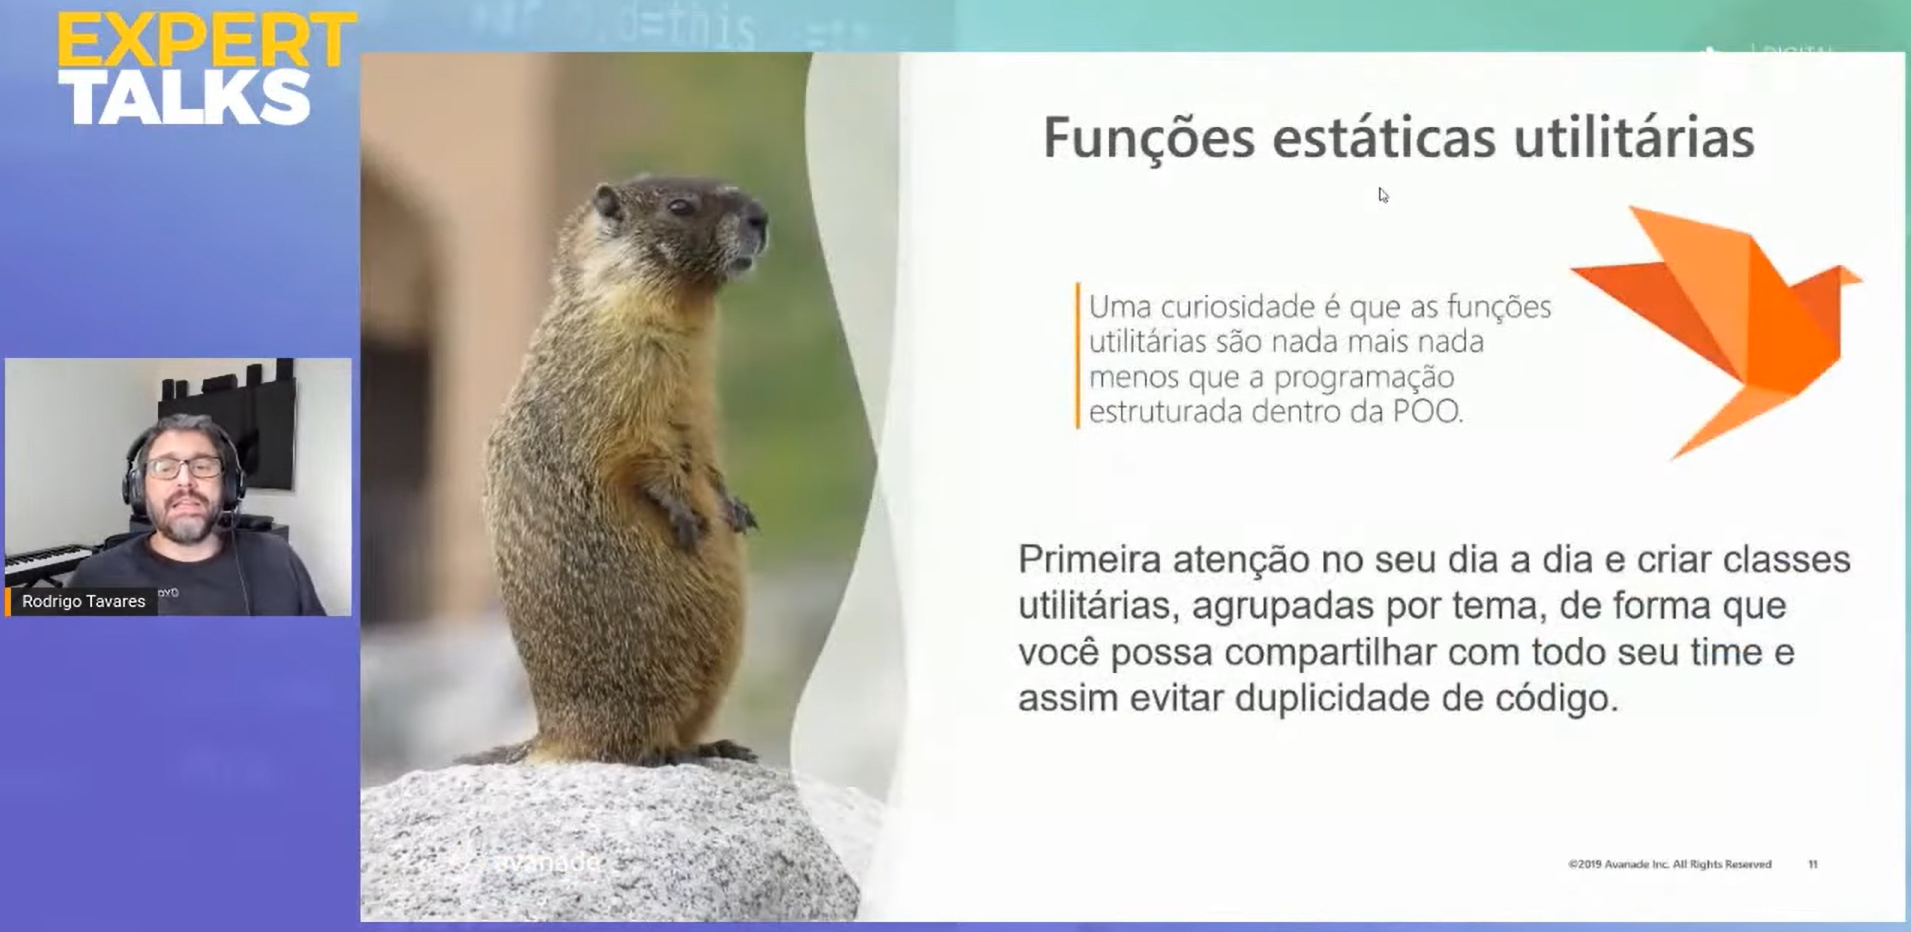 EXPERT
TALKS
Funções estáticas utilitárias
Uma curiosidade é que as funções
utilitárias são nada mais nada
menos que a programação
estruturada dentro da POO.
Primeira atenção no seu dia a dia e criar classes
utilitárias, agrupadas por tema, de forma que
você possa compartilhar com todo seu time e
assim evitar duplicidade de código.
Rodrigo Tavares
avanade
©2019 Avanade Inc. All Rights Reserved 11